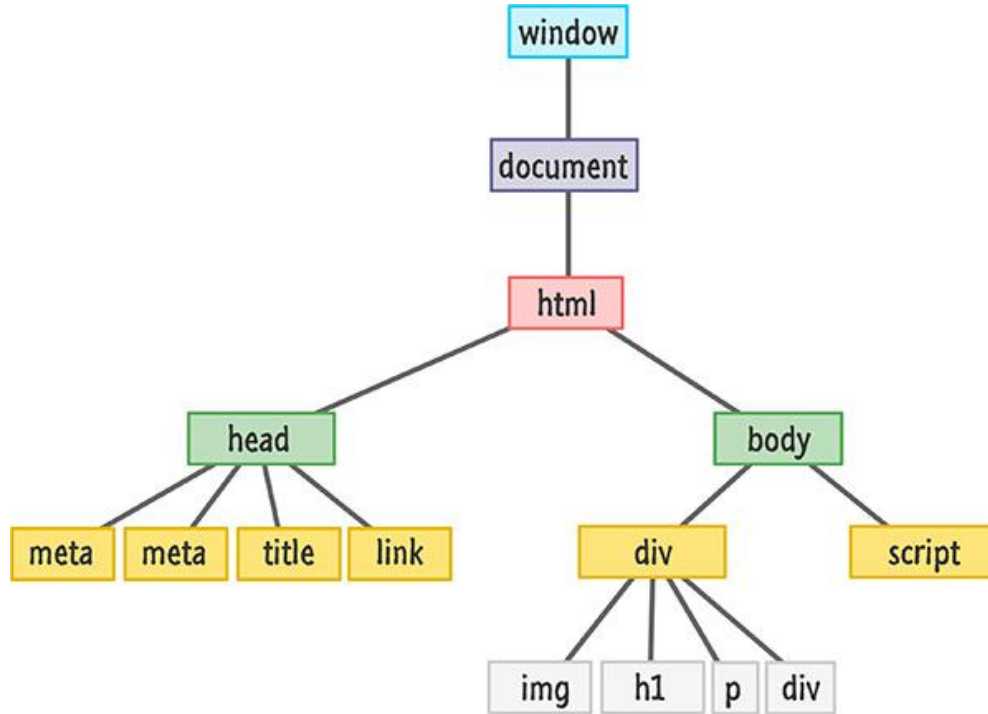 window
document
html
head body
meta meta title link div script
img h1 p div